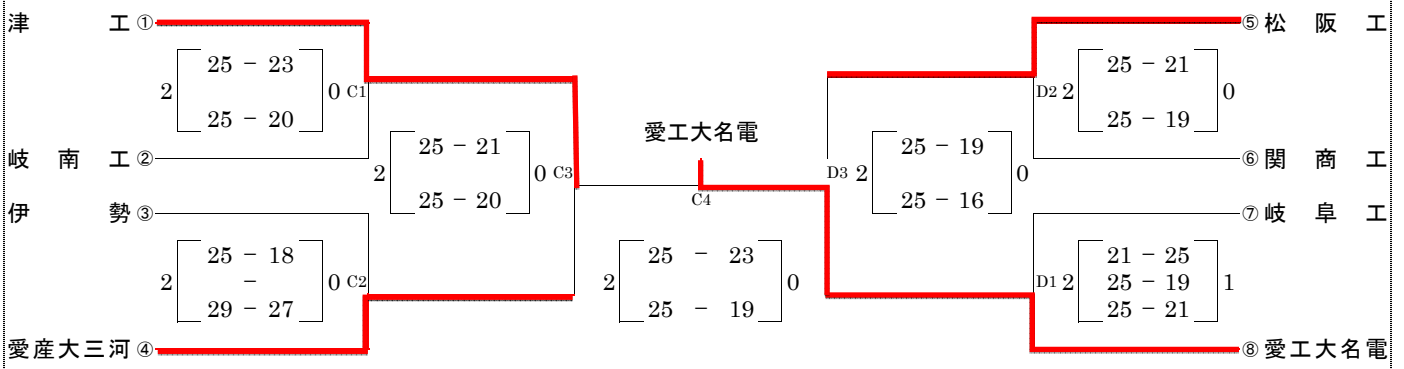 津 工 ①
⑤ 松 阪 工
2 25 - 23 0 C1
25 - 20
D2 2 25 - 21 0
25 - 19
愛工大名電
岐 南 工 ②
⑥ 関 商 工
2 25 - 21 0 C3
25 - 20
D3 2 25 - 19 0
25 - 16
C4
伊 勢 ③
⑦ 岐 阜 工
2 25 - 18 0 C2
-
29 - 27
2 25 - 23 0
25 - 19
D1 2 21 - 25 1
25 - 19
25 - 21
愛産大三河 ④
⑧ 愛工大名電